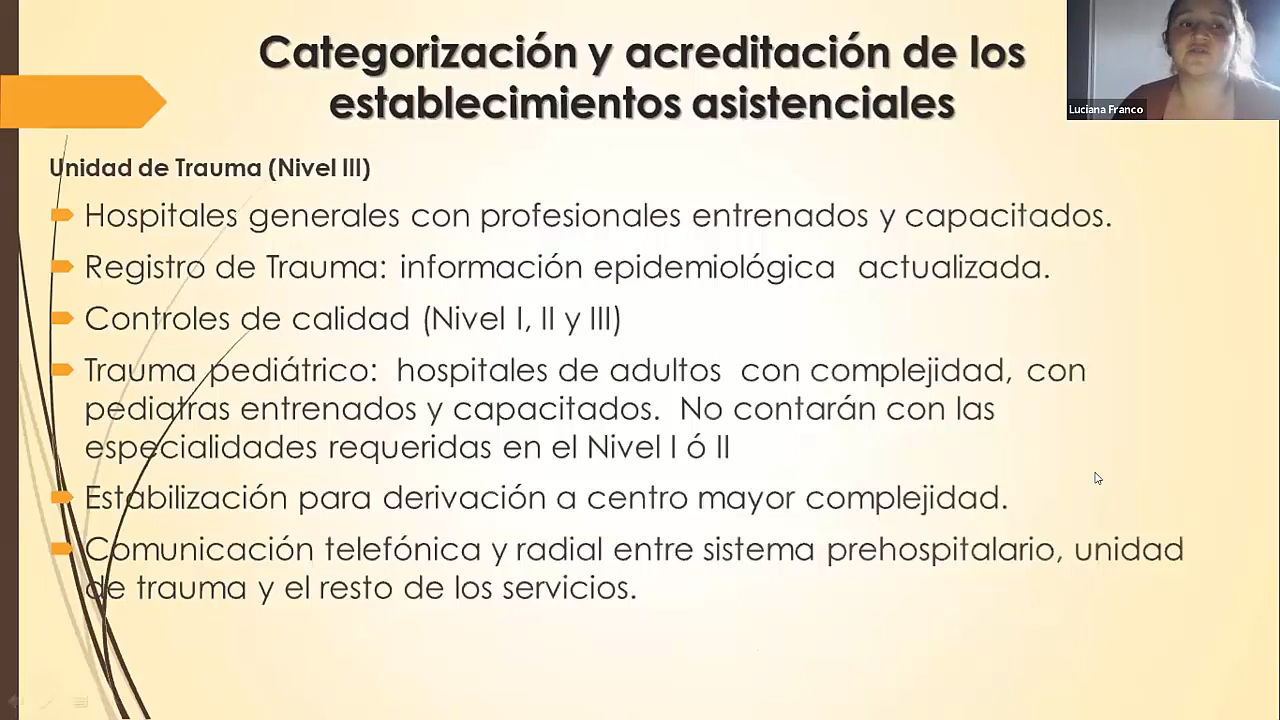 Categorización y acreditación de los
establecimientos asistenciales
Luciana Franco
Unidad de Trauma (Nivel III)
Hospitales generales con profesionales entrenados y capacitados.
Registro de Trauma: información epidemiológica actualizada.
Controles de calidad (Nivel I, II y III)
Trauma pediátrico: hospitales de adultos con complejidad, con
pediatras entrenados y capacitados. No contarán con las
especialidades requeridas en el Nivel I ó II
Estabilización para derivación a centro mayor complejidad.
Comunicación telefónica y radial entre sistema prehospitalario, unidad
de trauma y el resto de los servicios.